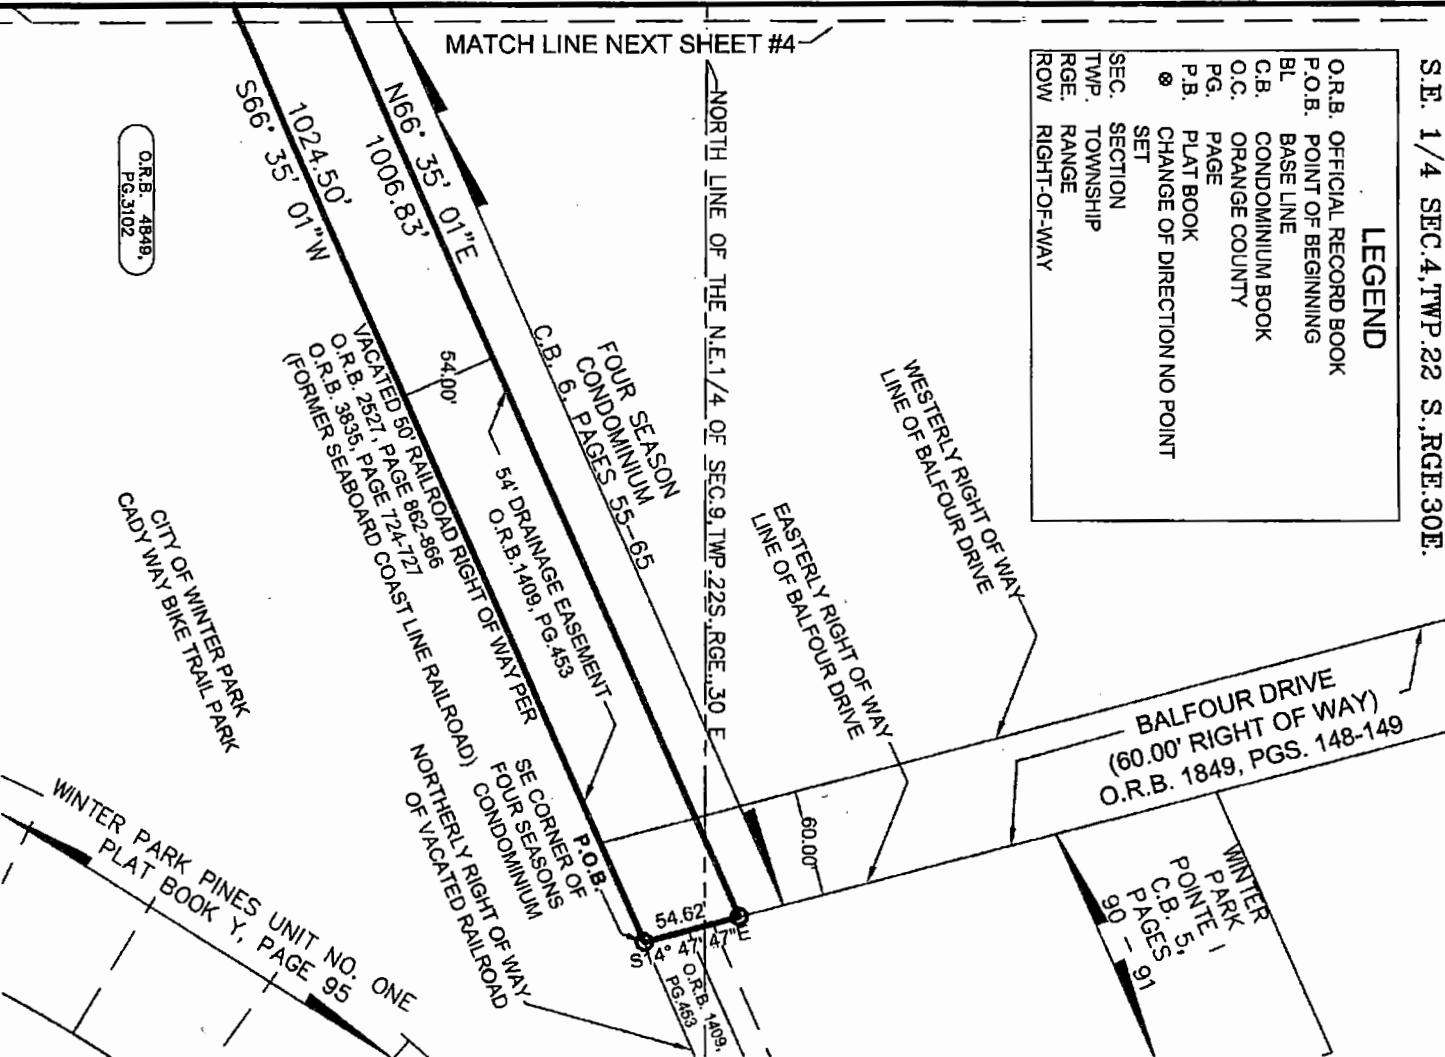 S.E. 1/4 SEC.4,TWP.22 S.,RGE.30E.
LEGEND
O.R.B. OFFICIAL RECORD BOOK
P.O.B. POINT OF BEGINNING
BL BASE LINE
C.B. CONDOMINIUM BOOK
O.C. ORANGE COUNTY
PG. PAGE
P.B. PLAT BOOK
⊗ CHANGE OF DIRECTION NO POINT
SET
SEC. SECTION
TWP. TOWNSHIP
RGE. RANGE
ROW RIGHT-OF-WAY
MATCH LINE NEXT SHEET #4
NORTH LINE OF THE N.E.1/4 OF SEC.9,TWP.22S.,RGE.,30 E
N66° 35' 01"E
1006.83'
1024.50'
S66° 35' 01"W
O.R.B. 4849,
PG.3102
54.00'
FOUR SEASON
CONDOMINIUM
C.B. 6, PAGES 55-65
VACATED 50' RAILROAD RIGHT OF WAY PER
O.R.B. 2527, PAGE 862-866
O.R.B. 3835, PAGE 724-727
(FORMER SEABOARD COAST LINE RAILROAD)
54' DRAINAGE EASEMENT
O.R.B.1409, PG.453
WESTERLY RIGHT OF WAY
LINE OF BALFOUR DRIVE
EASTERLY RIGHT OF WAY
LINE OF BALFOUR DRIVE
CITY OF WINTER PARK
CADY WAY BIKE TRAIL PARK
BALFOUR DRIVE
(60.00' RIGHT OF WAY)
O.R.B. 1849, PGS. 148-149
60.00'
P.O.B.
SE CORNER OF
FOUR SEASONS
CONDOMINIUM
NORTHERLY RIGHT OF WAY
OF VACATED RAILROAD
54.62'
S14° 47' 47"E
O.R.B. 1409,
PG.453
WINTER
PARK
POINTE I
C.B. 5,
PAGES
90 - 91
WINTER PARK PINES UNIT NO. ONE
PLAT BOOK Y, PAGE 95